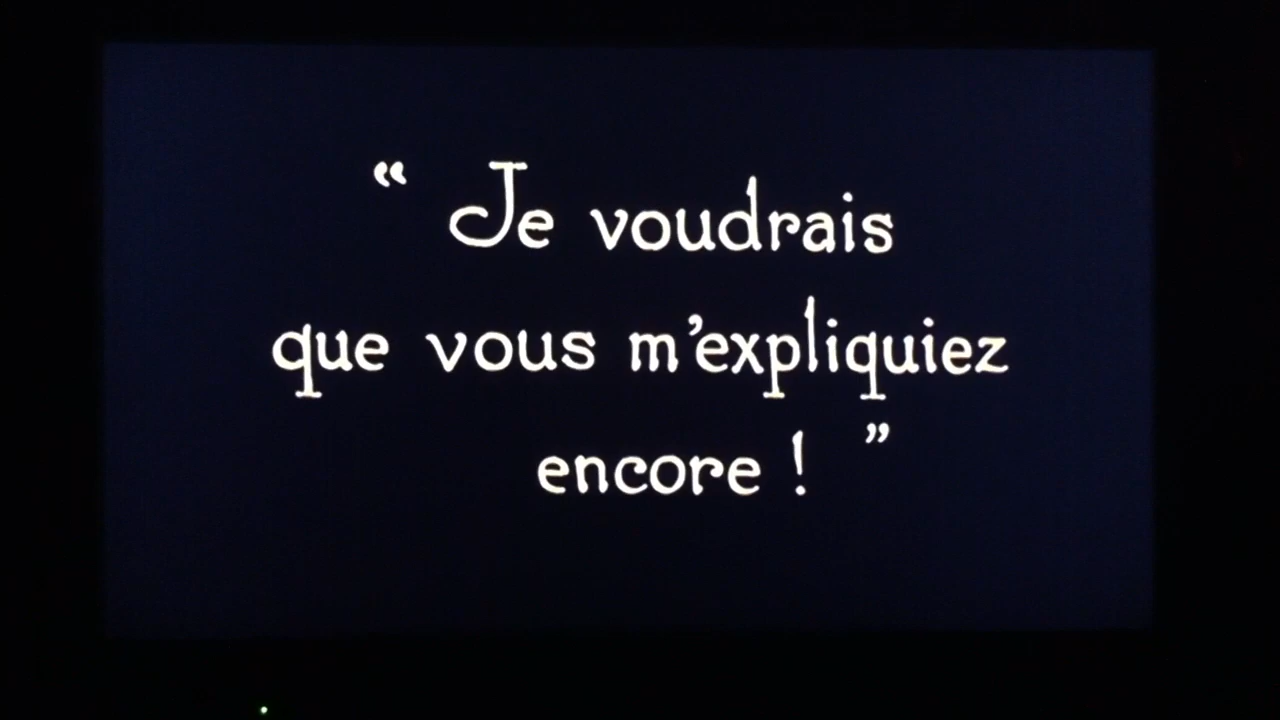 “ Je voudrais
que vous m’expliquiez
encore ! ”